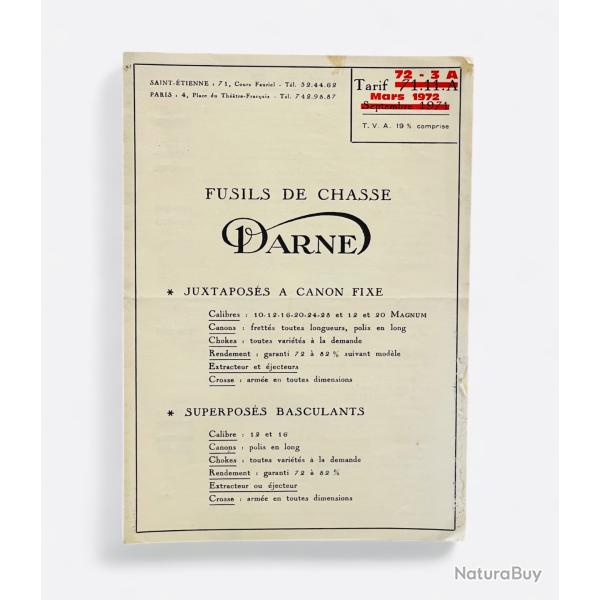 SAINT-ÉTIENNE : 71, Cours Fauriel - Tél. 32.44.62
PARIS : 4, Place du Théâtre-Français - Tél. 742.98.87
72 - 3 A
Tarif 71.11.A
Mars 1972
Septembre 1971
T. V. A. 19 % comprise
FUSILS DE CHASSE
DARNE
* JUXTAPOSÉS A CANON FIXE
Calibres : 10-12-16-20-24-28 et 12 et 20 MAGNUM
Canons : frettés toutes longueurs, polis en long
Chokes : toutes variétés à la demande
Rendement : garanti 72 à 82 % suivant modèle
Extracteur et éjecteurs
Crosse : armée en toutes dimensions
* SUPERPOSÉS BASCULANTS
Calibre : 12 et 16
Canons : polis en long
Chokes : toutes variétés à la demande
Rendement : garanti 72 à 82 %
Extracteur ou éjecteur
Crosse : armée en toutes dimensions
NaturaBuy